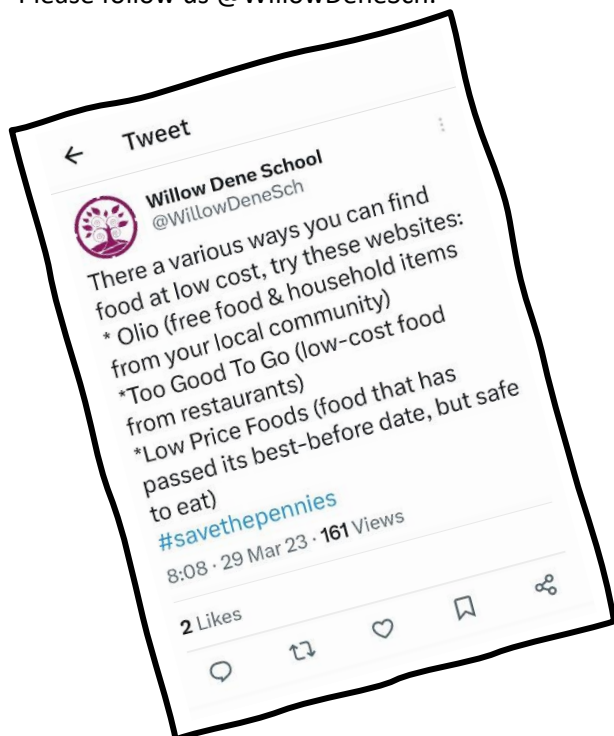 Please follow us @WillowDeneSch.
Tweet
Willow Dene School
@WillowDeneSch
There a various ways you can find
food at low cost, try these websites:
* Olio (free food & household items
from your local community)
*Too Good To Go (low-cost food
from restaurants)
*Low Price Foods (food that has
passed its best-before date, but safe
to eat)
#savethepennies
8:08 · 29 Mar 23 · 161 Views
2 Likes